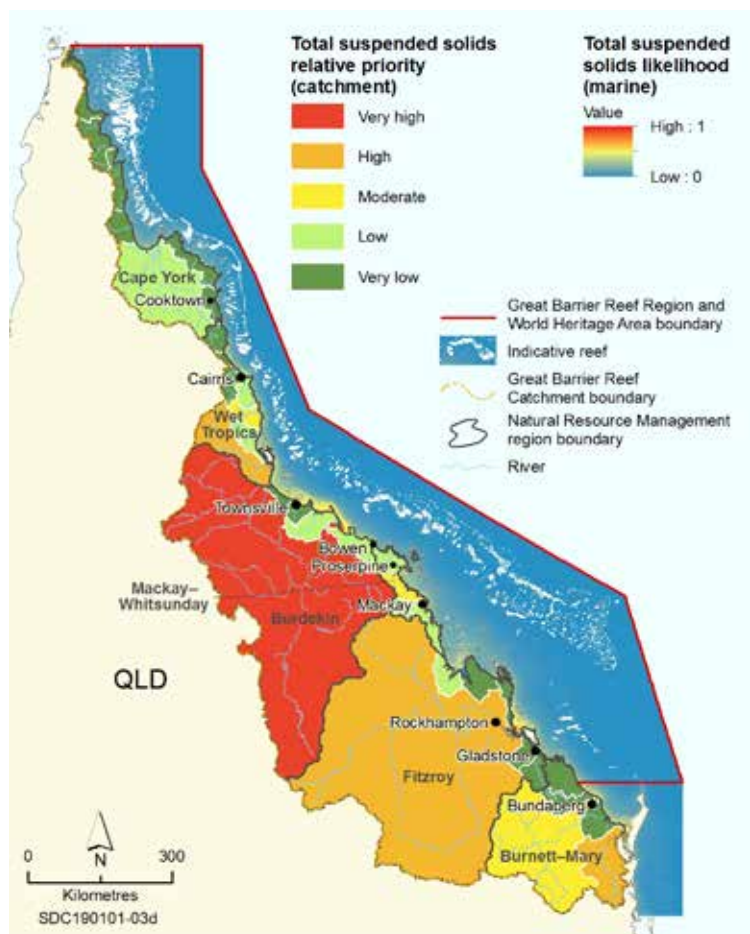 Total suspended solids
relative priority
(catchment)
Very high
High
Moderate
Low
Very low
Total suspended
solids likelihood
(marine)
Value
High : 1
Low : 0
Great Barrier Reef Region and
World Heritage Area boundary
Indicative reef
Great Barrier Reef
Catchment boundary
Natural Resource Management
region boundary
River
Cape York
Cooktown
Cairns
Wet
Tropics
Townsville
Bowen
Proserpine
Mackay–
Whitsunday
Mackay
Burdekin
QLD
Rockhampton
Gladstone
Fitzroy
Bundaberg
Burnett–Mary
N
0 300
Kilometres
SDC190101-03d